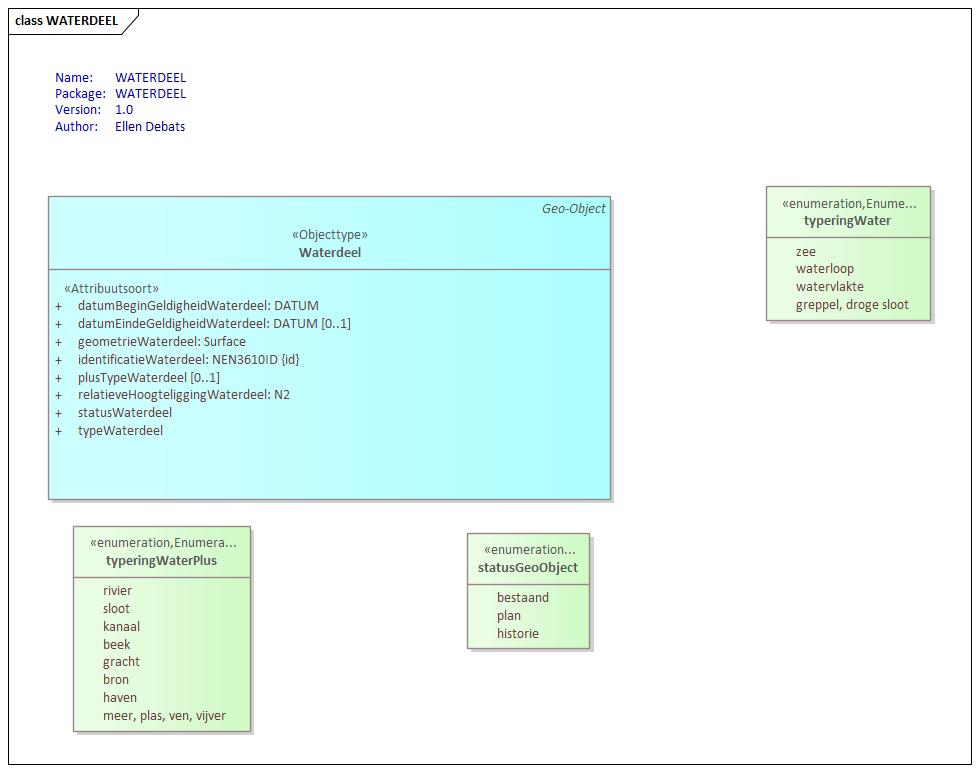 class WATERDEEL
Name: WATERDEEL
Package: WATERDEEL
Version: 1.0
Author: Ellen Debats
Geo-Object
«Objecttype»
Waterdeel
«Attribuutsoort»
+ datumBeginGeldigheidWaterdeel: DATUM
+ datumEindeGeldigheidWaterdeel: DATUM [0..1]
+ geometrieWaterdeel: Surface
+ identificatieWaterdeel: NEN3610ID {id}
+ plusTypeWaterdeel [0..1]
+ relatieveHoogteliggingWaterdeel: N2
+ statusWaterdeel
+ typeWaterdeel
«enumeration,Enume...
typeringWater
zee
waterloop
watervlakte
greppel, droge sloot
«enumeration,Enumera...
typeringWaterPlus
rivier
sloot
kanaal
beek
gracht
bron
haven
meer, plas, ven, vijver
«enumeration...
statusGeoObject
bestaand
plan
historie